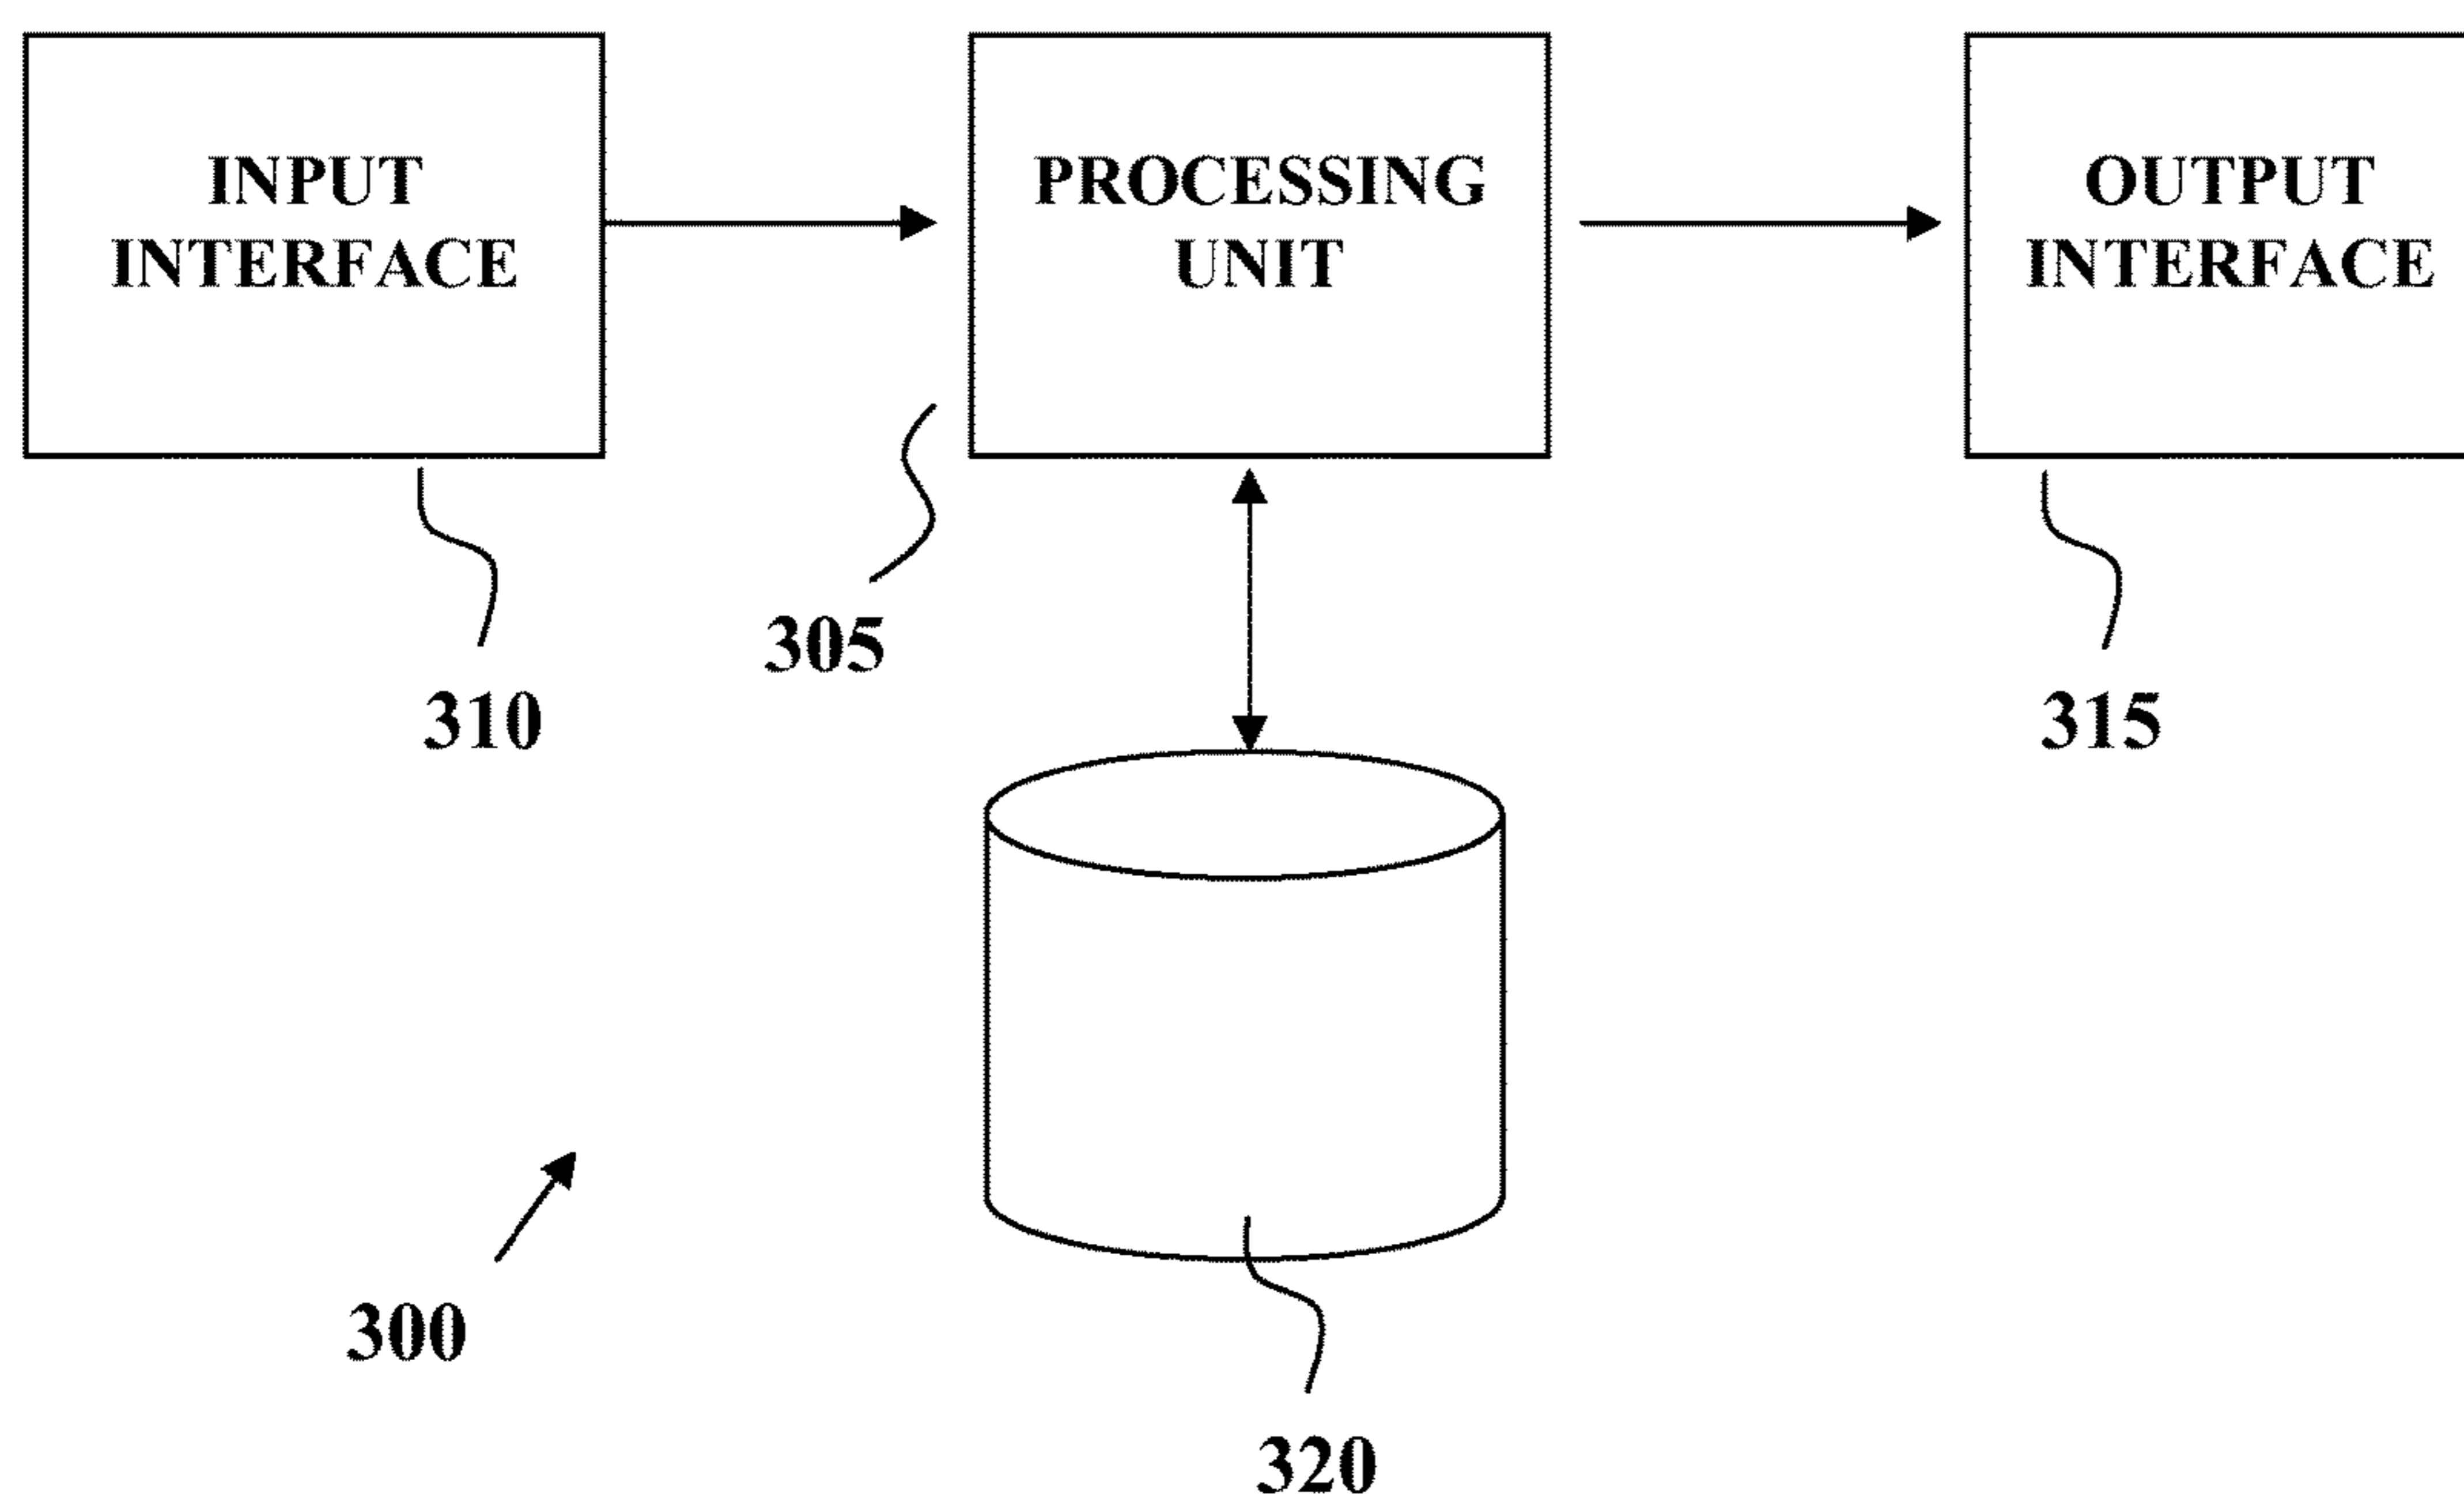 INPUT
INTERFACE
PROCESSING
UNIT
OUTPUT
INTERFACE
305
310
315
300
320